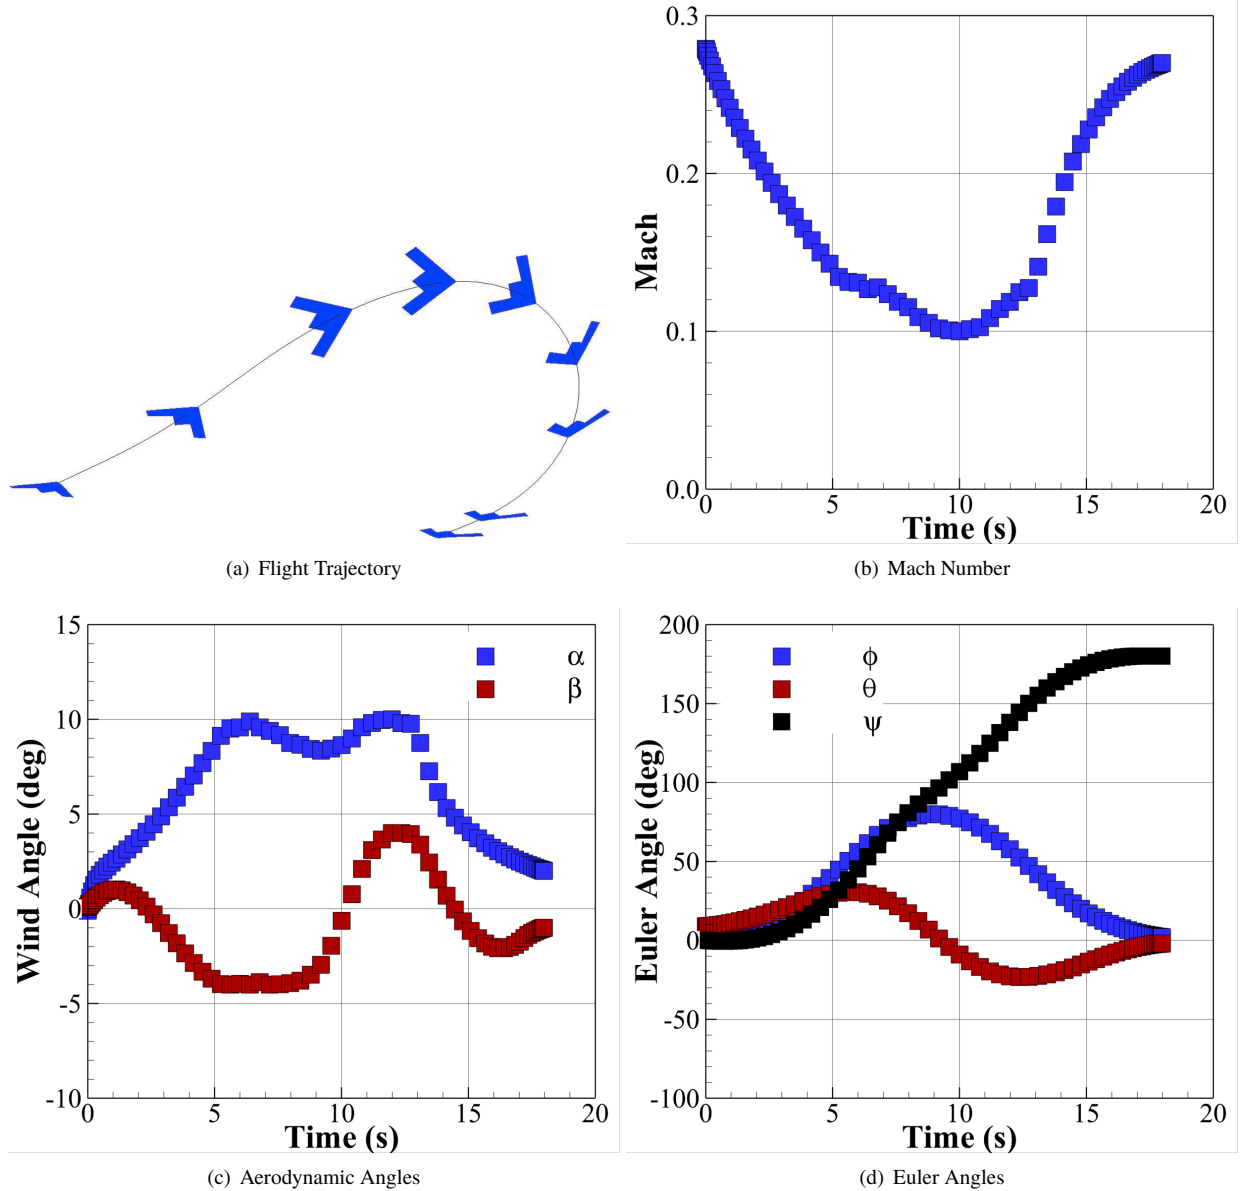 0.3
0.2
0.1
0.0
Mach
0 5 10 15 20
Time (s)
(a) Flight Trajectory
(b) Mach Number
15
10
5
0
-5
-10
Wind Angle (deg)
α
β
0 5 10 15 20
Time (s)
200
150
100
50
0
-50
-100
Euler Angle (deg)
ϕ
θ
ψ
0 5 10 15 20
Time (s)
(c) Aerodynamic Angles
(d) Euler Angles